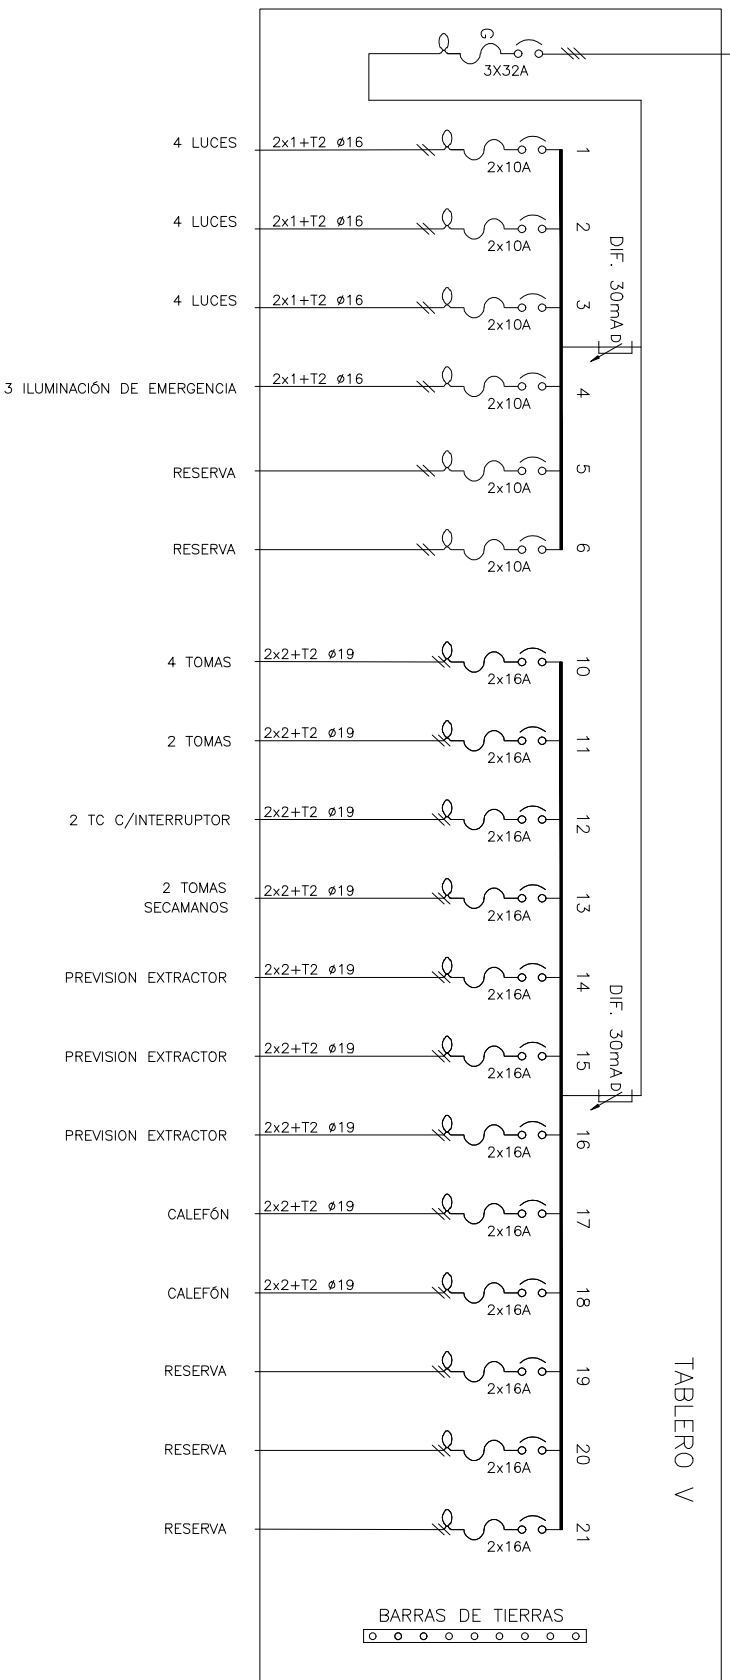 G
3X32A
4 LUCES 2x1+T2 ø16 2x10A 1
4 LUCES 2x1+T2 ø16 2x10A 2
DIF. 30mA D
4 LUCES 2x1+T2 ø16 2x10A 3
3 ILUMINACIÓN DE EMERGENCIA 2x1+T2 ø16 2x10A 4
RESERVA 2x10A 5
RESERVA 2x10A 6
4 TOMAS 2x2+T2 ø19 2x16A 10
2 TOMAS 2x2+T2 ø19 2x16A 11
2 TC C/INTERRUPTOR 2x2+T2 ø19 2x16A 12
2 TOMAS
SECAMANOS 2x2+T2 ø19 2x16A 13
PREVISION EXTRACTOR 2x2+T2 ø19 2x16A 14
DIF. 30mA D
PREVISION EXTRACTOR 2x2+T2 ø19 2x16A 15
PREVISION EXTRACTOR 2x2+T2 ø19 2x16A 16
CALEFÓN 2x2+T2 ø19 2x16A 17
CALEFÓN 2x2+T2 ø19 2x16A 18
RESERVA 2x16A 19
RESERVA 2x16A 20
RESERVA 2x16A 21
TABLERO V
BARRAS DE TIERRAS